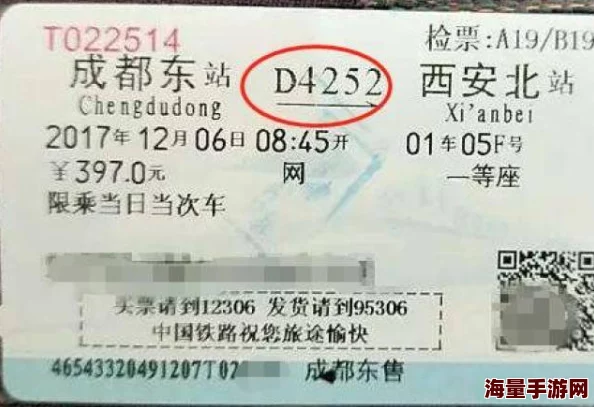 T022514 检票:A19/B19
成都东站 D4252 西安北站
Chengdudong Xi'anbei
2017年12月06日08:45开 01车05F号
￥397.0元 网 一等座
限乘当日当次车
买票请到12306 发货请到95306
中国铁路祝您旅途愉快
46543320491207T02 成都东售
海量手游网